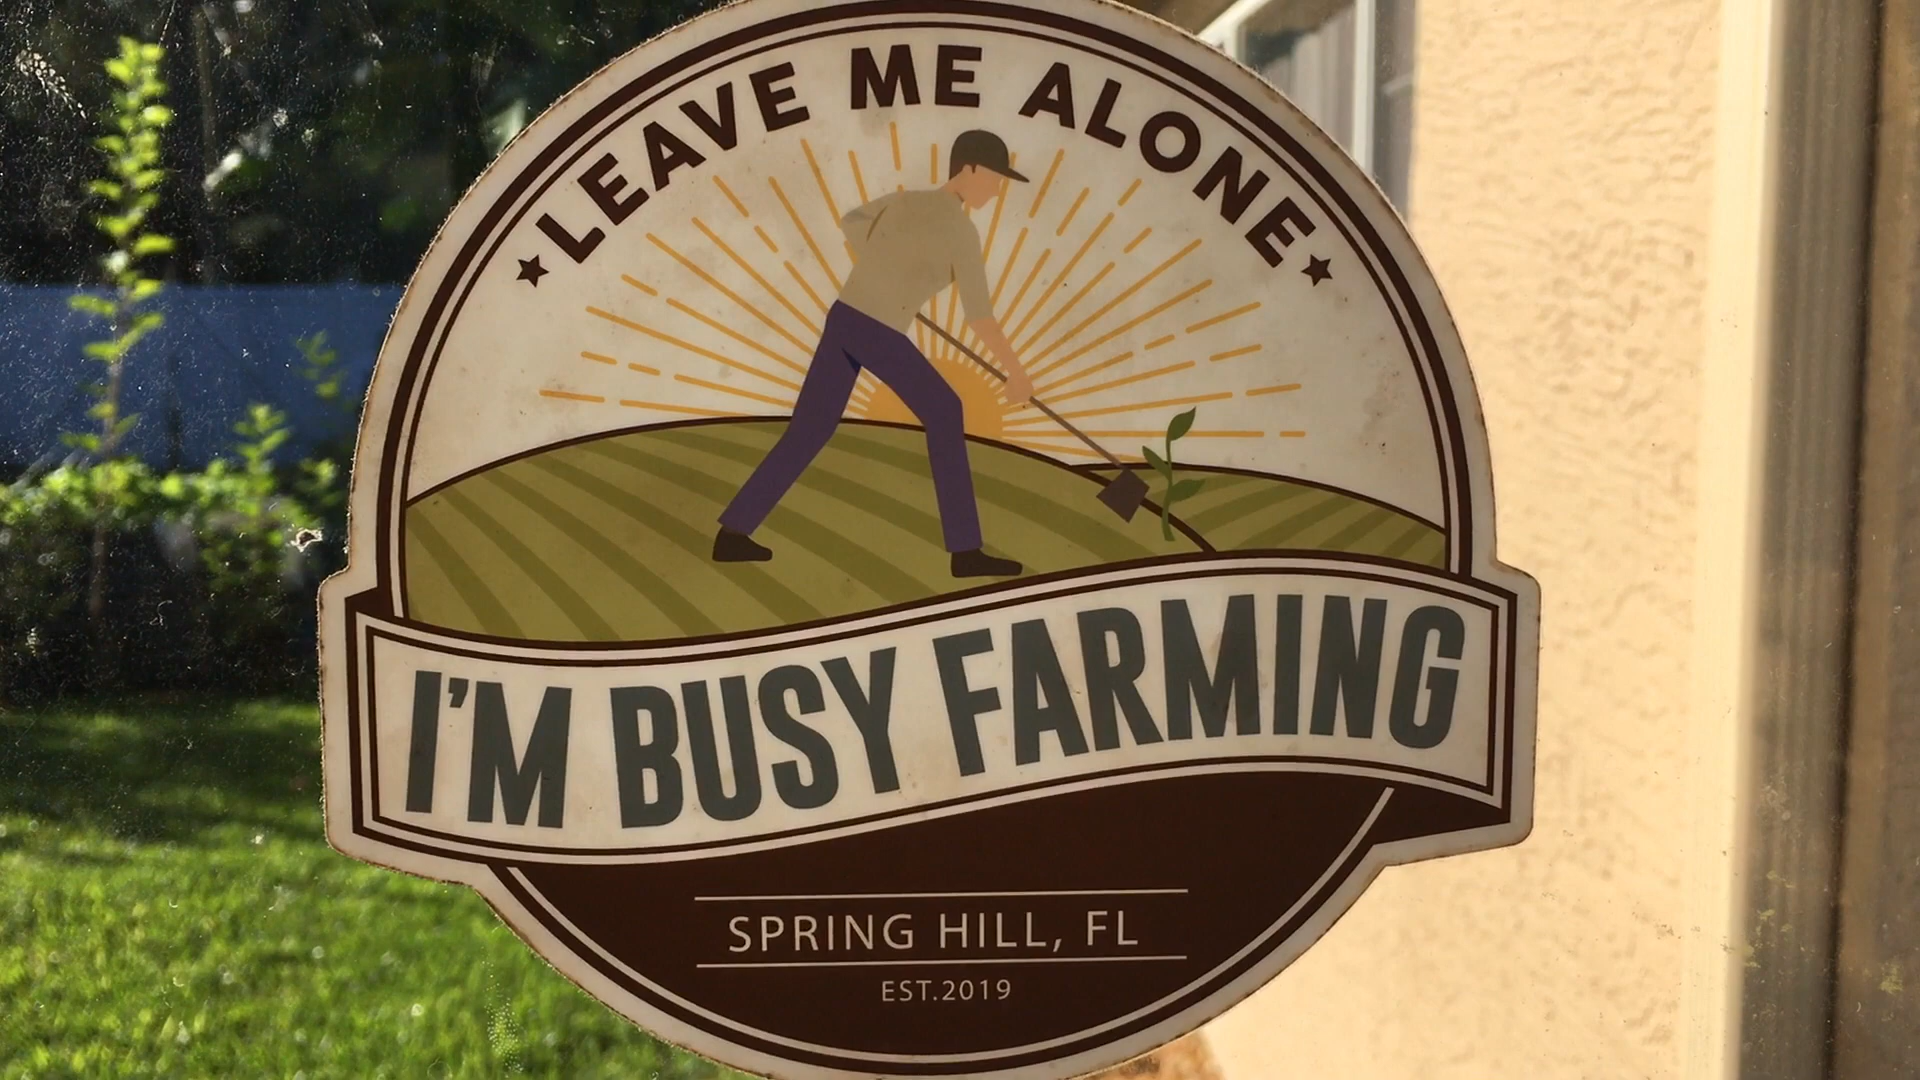 LEAVE ME ALONE
I'M BUSY FARMING
SPRING HILL, FL
EST.2019